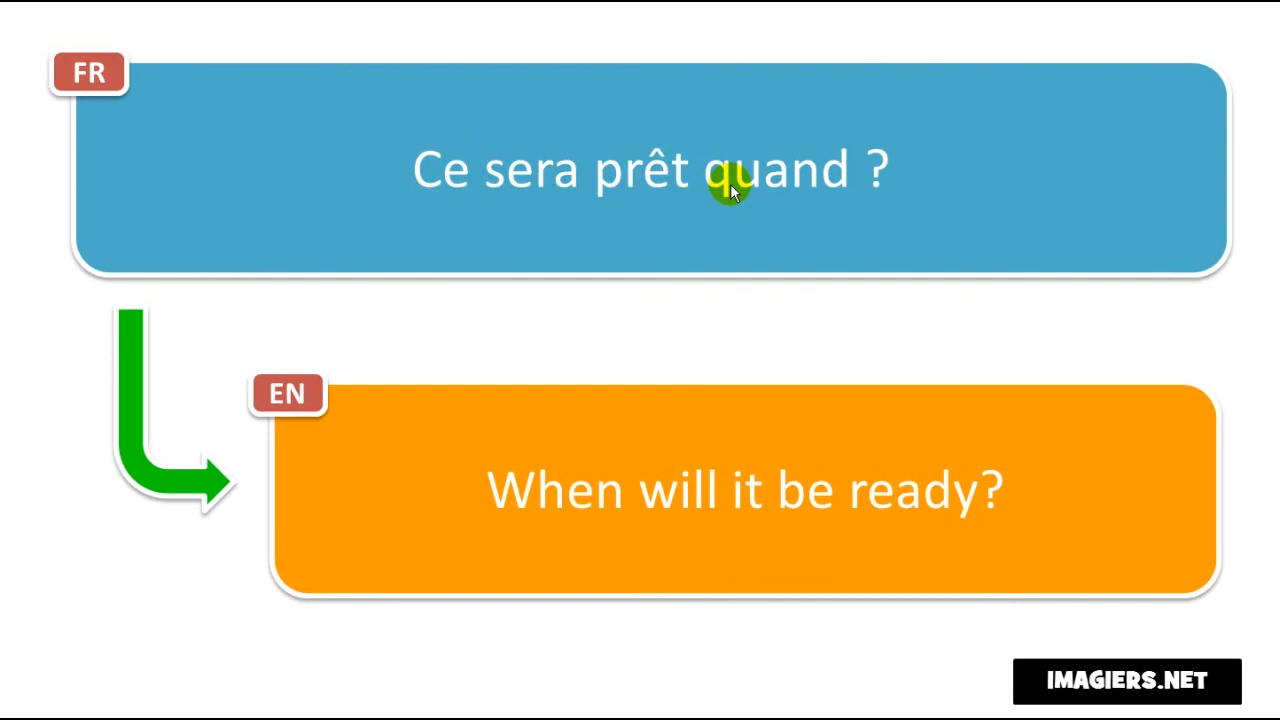 FR
Ce sera prêt quand ?
EN
When will it be ready?
IMAGIERS.NET